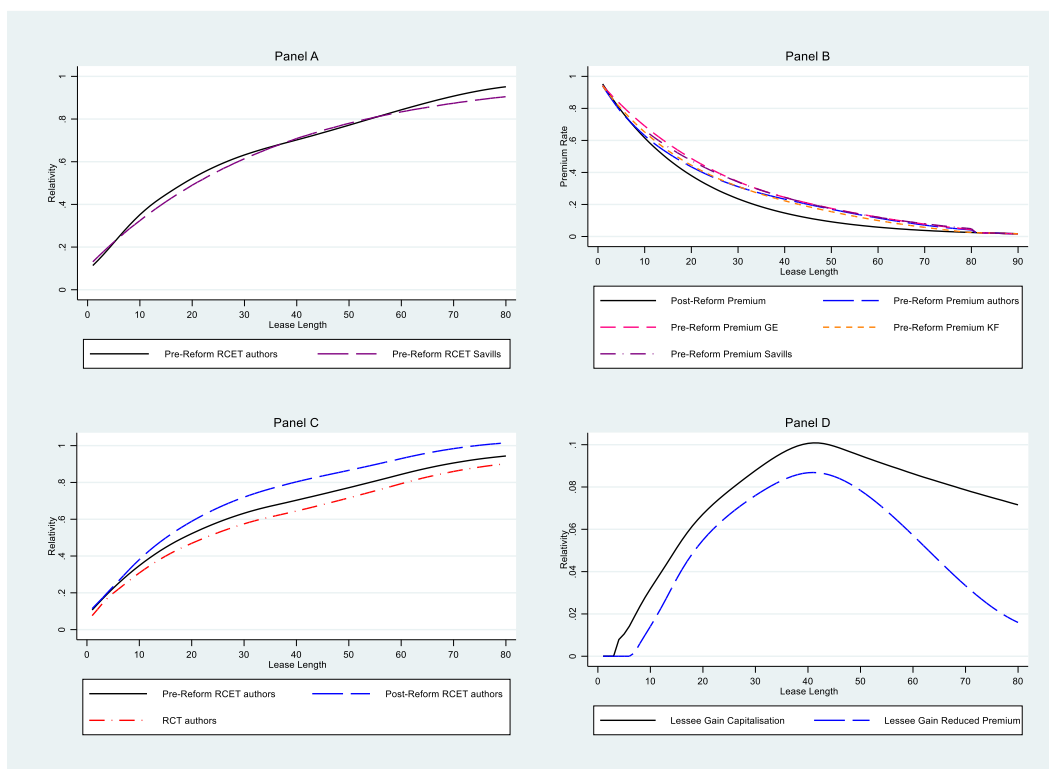 Panel A
1
.8
.6
.4
.2
0
Relativity
0 10 20 30 40 50 60 70 80
Lease Length
Pre-Reform RCET authors Pre-Reform RCET Savills
Panel B
1
.8
.6
.4
.2
0
Premium Rate
0 10 20 30 40 50 60 70 80 90
Lease Length
Post-Reform Premium Pre-Reform Premium authors
Pre-Reform Premium GE Pre-Reform Premium KF
Pre-Reform Premium Savills
Panel C
1
.8
.6
.4
.2
0
Relativity
0 10 20 30 40 50 60 70 80
Lease Length
Pre-Reform RCET authors Post-Reform RCET authors
RCT authors
Panel D
.1
.08
.06
.04
.02
0
Relativity
0 10 20 30 40 50 60 70 80
Lease Length
Lessee Gain Capitalisation Lessee Gain Reduced Premium